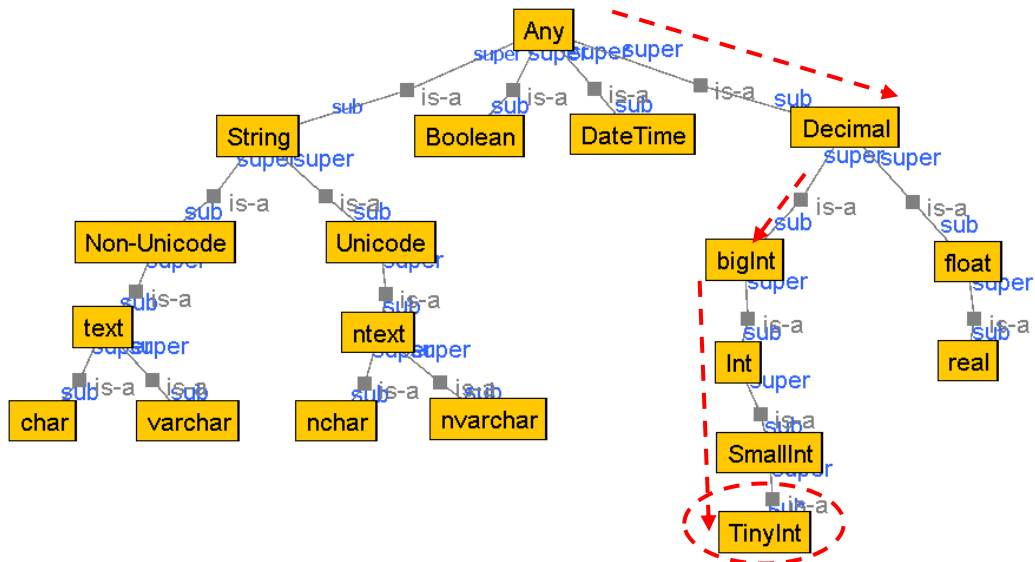 Any
super super super super
sub is-a is-a is-a is-a
sub sub sub
String Boolean DateTime Decimal
super super super super
is-a is-a is-a is-a
sub sub sub sub
Non-Unicode Unicode bigInt float
super super super super
is-a is-a is-a is-a
sub sub sub sub
text ntext Int real
super super super super super
is-a is-a is-a is-a is-a
sub sub sub sub sub
char varchar nchar nvarchar SmallInt
super
is-a
sub
TinyInt